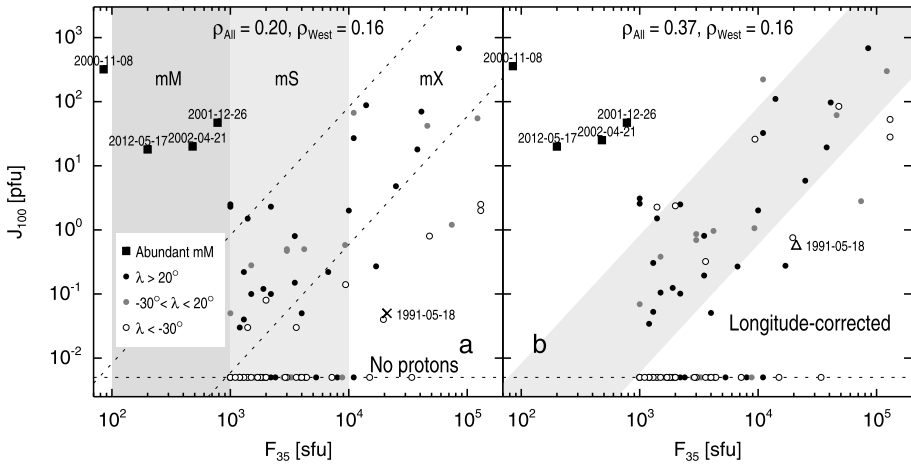 ρAll = 0.20, ρWest = 0.16
ρAll = 0.37, ρWest = 0.16
10³
10²
10¹
10⁰
10⁻¹
10⁻²
J100 [pfu]
2000-11-08
mM
mS
mX
2001-12-26
2012-05-17
2002-04-21
Abundant mM
λ > 20°
-30° < λ < 20°
λ < -30°
1991-05-18
No protons
a
2000-11-08
2001-12-26
2012-05-17
2002-04-21
1991-05-18
Longitude-corrected
b
10² 10³ 10⁴ 10⁵
10² 10³ 10⁴ 10⁵
F35 [sfu]
F35 [sfu]